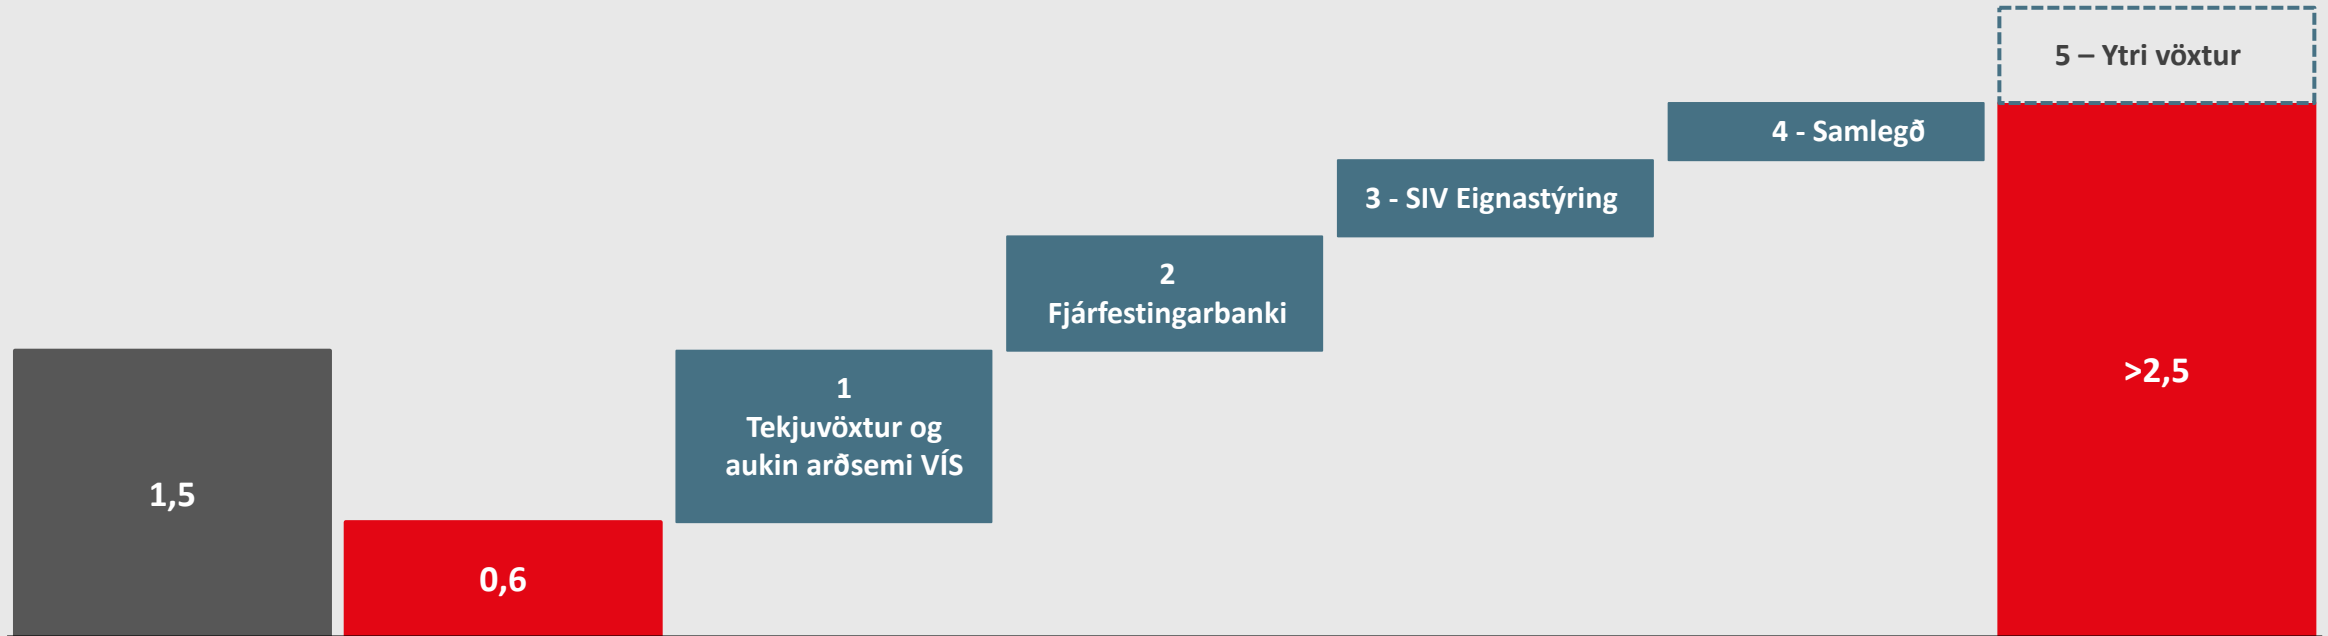 5 – Ytri vöxtur
4 - Samlegð
3 - SIV Eignastýring
2
Fjárfestingarbanki
1
Tekjuvöxtur og
aukin arðsemi VÍS
>2,5
1,5
0,6